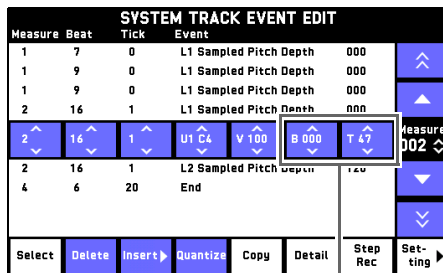 SYSTEM TRACK EVENT EDIT
Measure Beat Tick Event
1 7 0 L1 Sampled Pitch Depth 000
1 9 0 L1 Sampled Pitch Depth 000
1 9 0 L1 Sampled Pitch Depth 000
2 16 1 L1 Sampled Pitch Depth 000
2 16 1 U1 C4 V 100 B 000 T 47
Measure
002
2 16 1 L2 Sampled Pitch Depth 120
4 6 20 End
Select Delete Insert Quantize Copy Detail Step Rec Set-ting